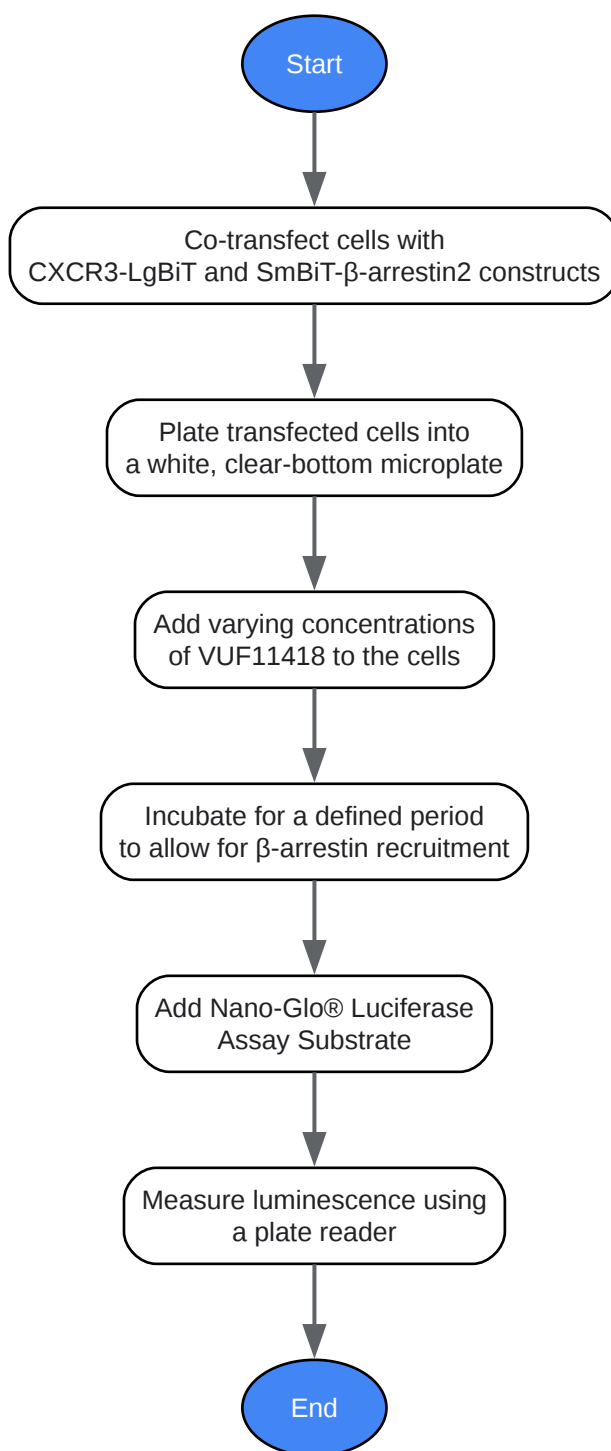 Start
Co-transfect cells with
CXCR3-LgBiT and SmBiT-β-arrestin2 constructs
Plate transfected cells into
a white, clear-bottom microplate
Add varying concentrations
of VUF11418 to the cells
Incubate for a defined period
to allow for β-arrestin recruitment
Add Nano-Glo® Luciferase
Assay Substrate
Measure luminescence using
a plate reader
End